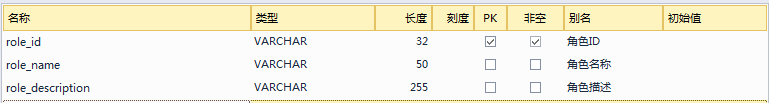 名称 类型 长度 刻度 PK 非空 别名 初始值
role_id VARCHAR 32 角色ID
role_name VARCHAR 50 角色名称
role_description VARCHAR 255 角色描述